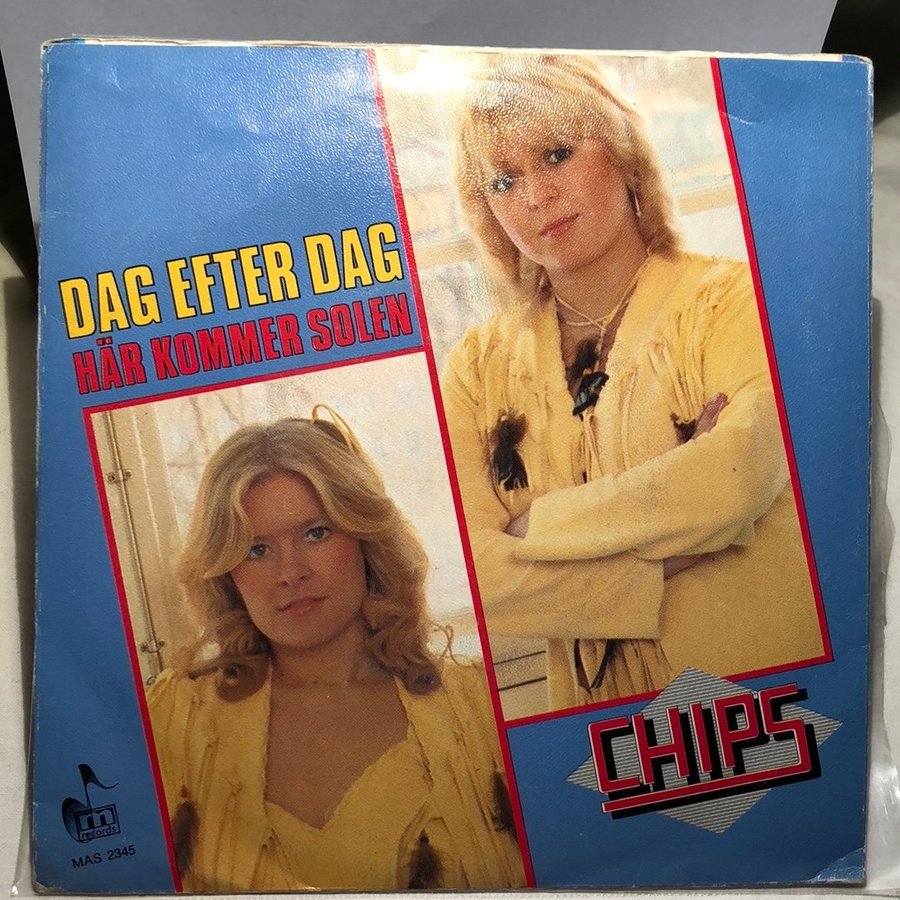 DAG EFTER DAG
HÄR KOMMER SOLEN
CHIPS
m
records
MAS 2345